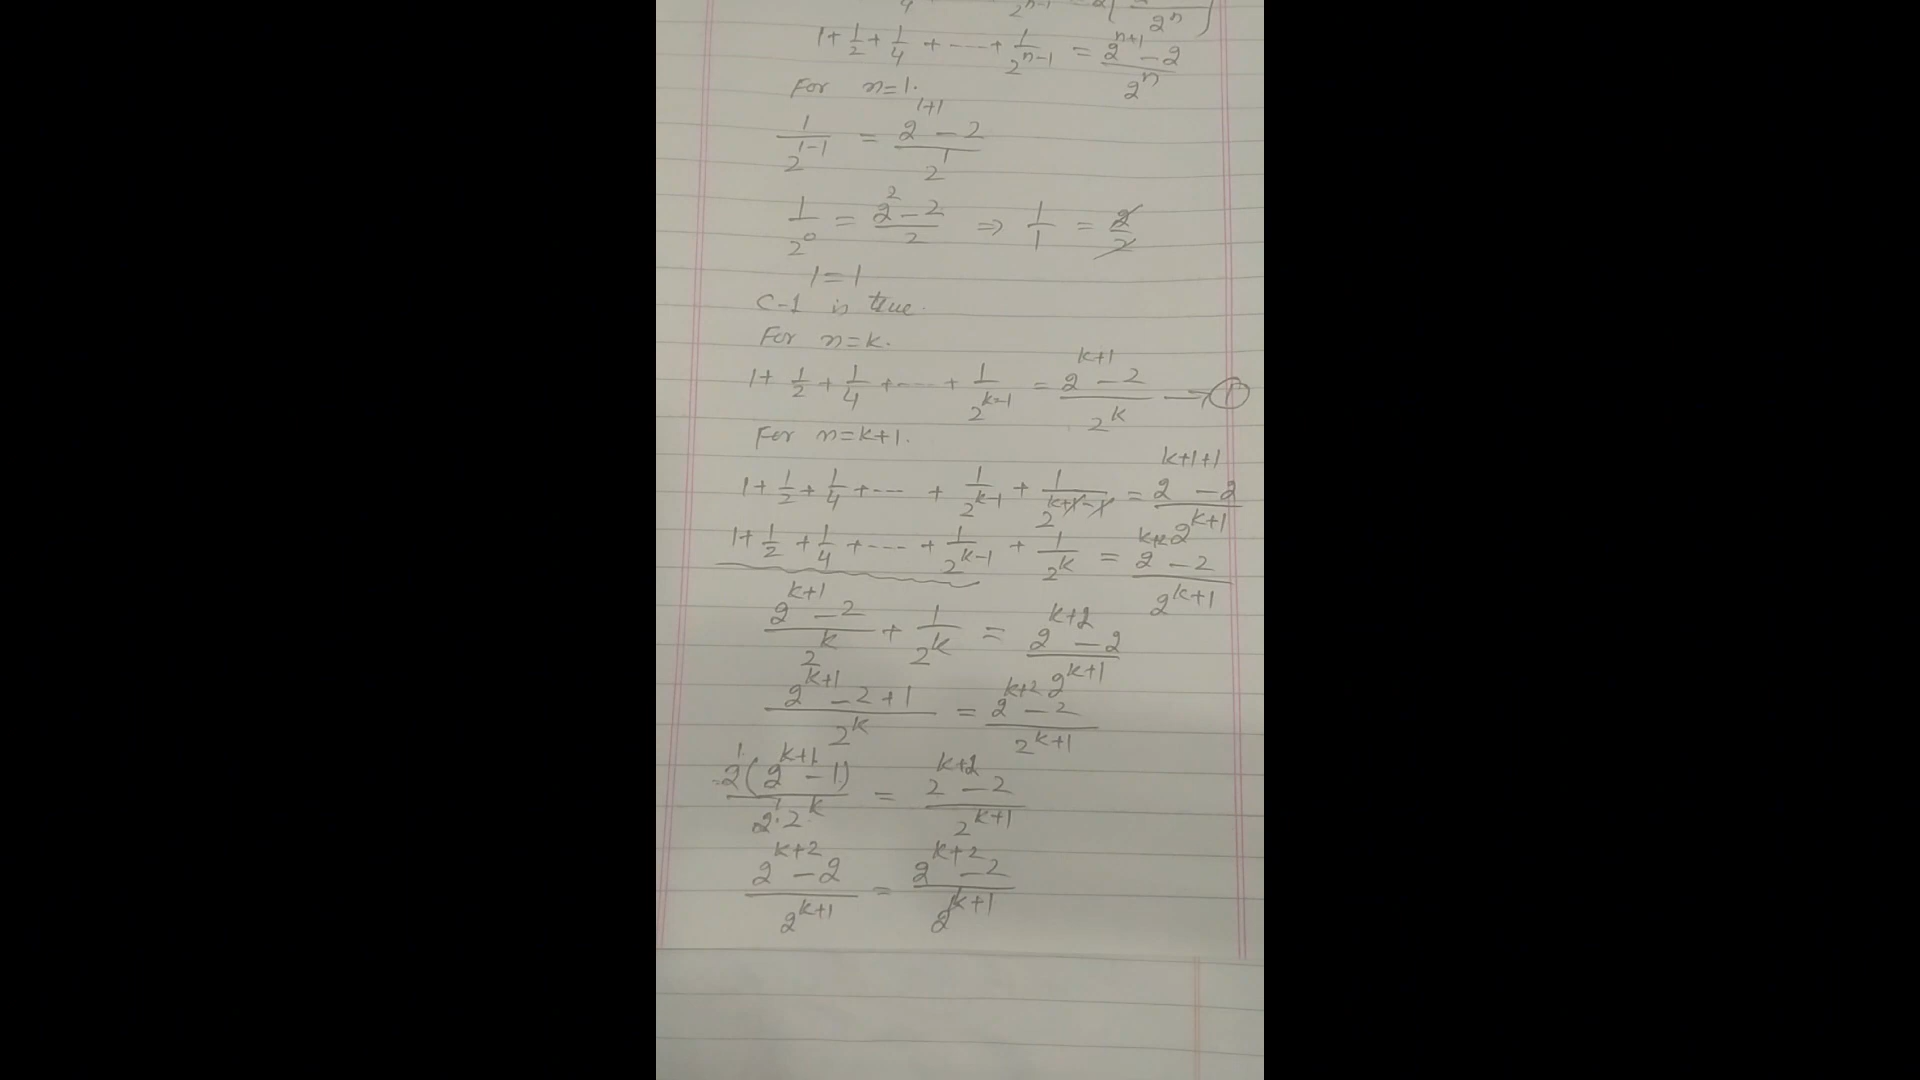 1 + 1/2 + 1/4 + ---- + 1/2^(n-1) = (2^(n+1) - 2)/2^n
For n=1.
1/2^(1-1) = (2^(1+1) - 2)/2^1
1/2^0 = (2^2 - 2)/2 ⇒ 1/1 = 2/2
1=1
C-1 is true.
For n=k.
1 + 1/2 + 1/4 + ---- + 1/2^(k-1) = (2^(k+1) - 2)/2^k → ①
For n=k+1.
1 + 1/2 + 1/4 + ---- + 1/2^(k-1) + 1/2^(k+1-1) = (2^(k+1+1) - 2)/2^(k+1)
1 + 1/2 + 1/4 + ---- + 1/2^(k-1) + 1/2^k = (2^(k+2) - 2)/2^(k+1)
(2^(k+1) - 2)/2^k + 1/2^k = (2^(k+2) - 2)/2^(k+1)
(2^(k+1) - 2 + 1)/2^k = (2^(k+2) - 2)/2^(k+1)
2^1(2^(k+1) - 1)/(2^1·2^k) = (2^(k+2) - 2)/2^(k+1)
(2^(k+2) - 2)/2^(k+1) = (2^(k+2) - 2)/2^(k+1)